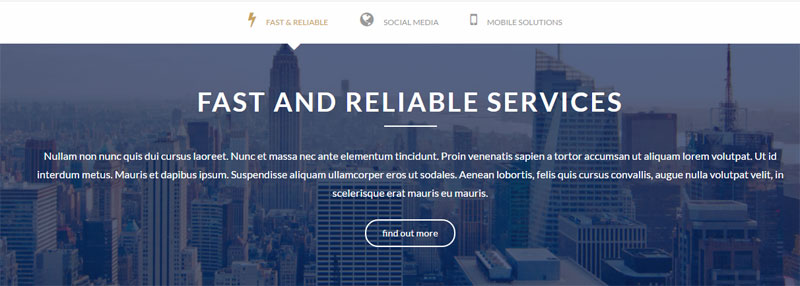 FAST & RELIABLE SOCIAL MEDIA MOBILE SOLUTIONS
FAST AND RELIABLE SERVICES
Nullam non nunc quis dui cursus laoreet. Nunc et massa nec ante elementum tincidunt. Proin venenatis sapien a tortor accumsan ut aliquam lorem volutpat. Ut id
interdum metus. Mauris et dapibus ipsum. Suspendisse aliquam ullamcorper eros ut sodales. Aenean lobortis, felis quis cursus convallis, augue nulla volutpat velit, in
scelerisque erat mauris eu mauris.
find out more